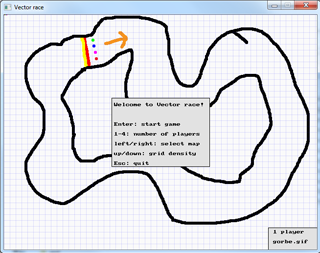 Vector race
Welcome to Vector race!
Enter: start game
1-4: number of players
left/right: select map
up/down: grid density
Esc: quit
1 player
gorbe.gif